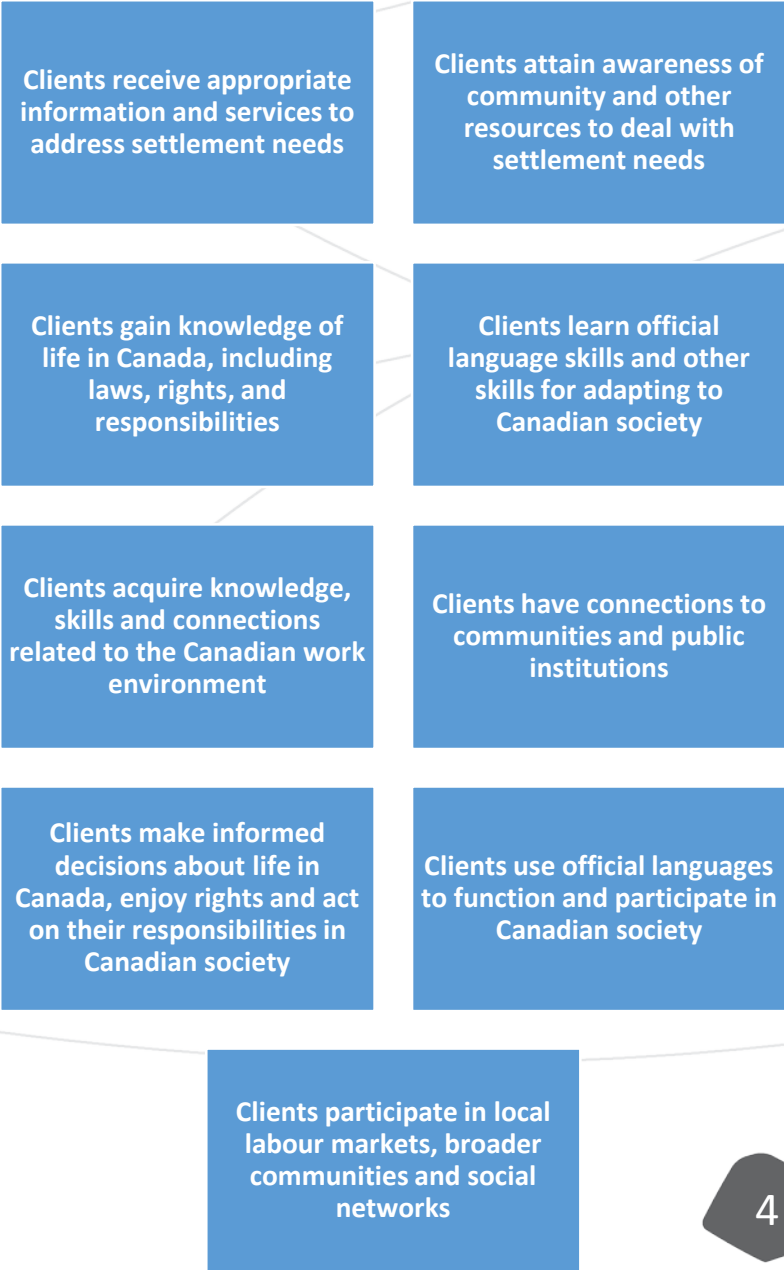 Clients receive appropriate
information and services to
address settlement needs
Clients attain awareness of
community and other
resources to deal with
settlement needs
Clients gain knowledge of
life in Canada, including
laws, rights, and
responsibilities
Clients learn official
language skills and other
skills for adapting to
Canadian society
Clients acquire knowledge,
skills and connections
related to the Canadian work
environment
Clients have connections to
communities and public
institutions
Clients make informed
decisions about life in
Canada, enjoy rights and act
on their responsibilities in
Canadian society
Clients use official languages
to function and participate in
Canadian society
Clients participate in local
labour markets, broader
communities and social
networks
4